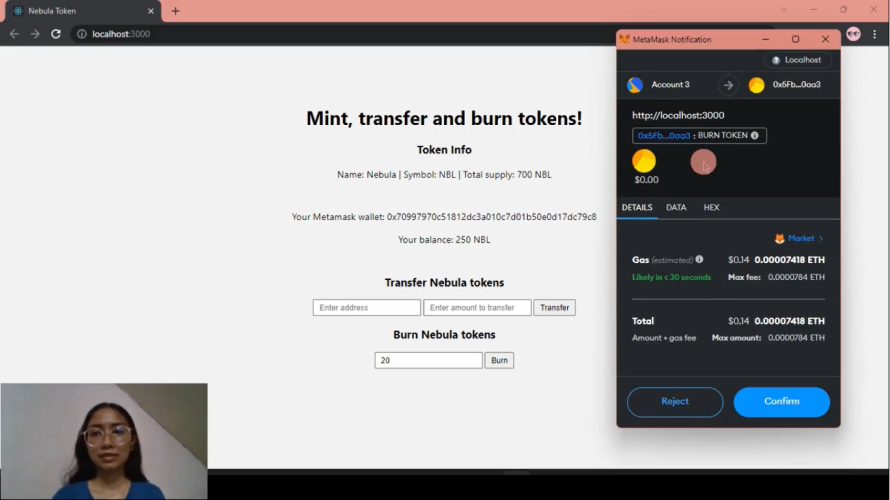 Nebula Token
localhost:3000
Mint, transfer and burn tokens!
Token Info
Name: Nebula | Symbol: NBL | Total supply: 700 NBL
Your Metamask wallet: 0x70997970c51812dc3a010c7d01b50e0d17dc79c8
Your balance: 250 NBL
Transfer Nebula tokens
Enter address
Enter amount to transfer
Transfer
Burn Nebula tokens
20
Burn
MetaMask Notification
Localhost
Account 3
0x5Fb...0aa3
http://localhost:3000
0x5Fb...0aa3 : BURN TOKEN
$0.00
DETAILS DATA HEX
Market >
Gas (estimated) $0.14 0.00007418 ETH
Likely in < 30 seconds Max fee: 0.0000784 ETH
Total $0.14 0.00007418 ETH
Amount + gas fee Max amount: 0.0000784 ETH
Reject Confirm